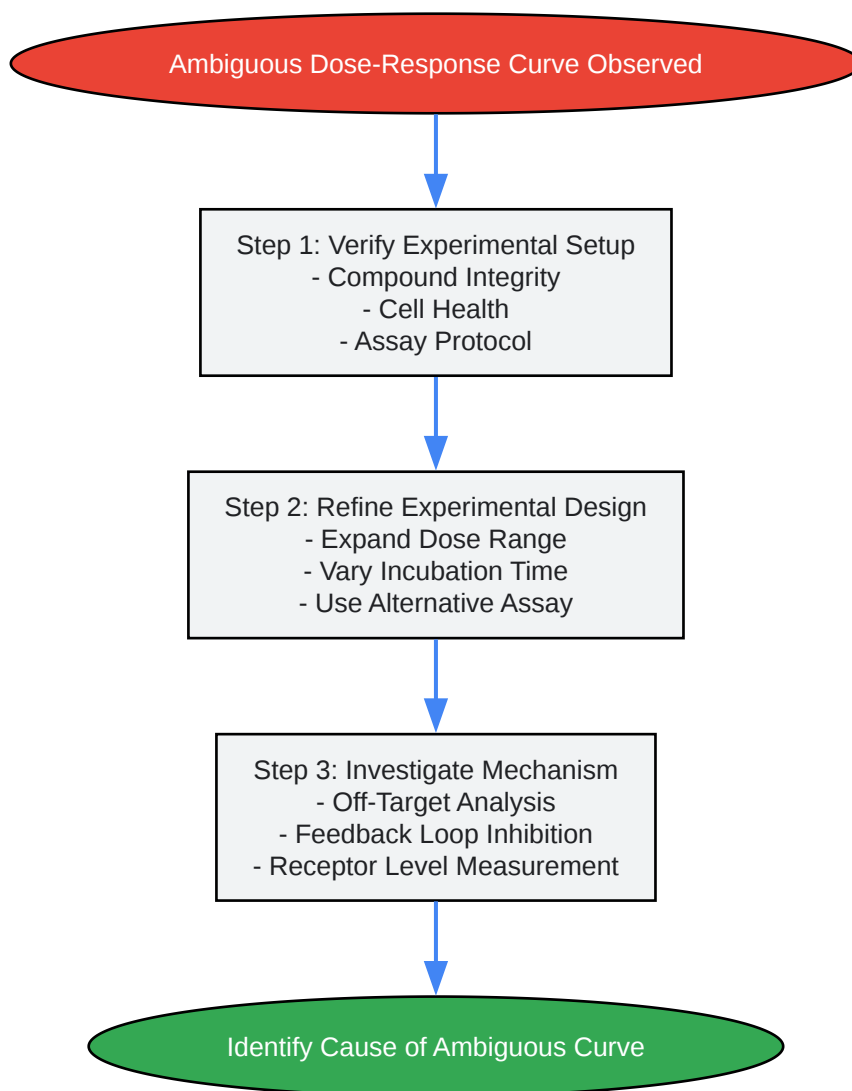 Ambiguous Dose-Response Curve Observed
Step 1: Verify Experimental Setup
- Compound Integrity
- Cell Health
- Assay Protocol
Step 2: Refine Experimental Design
- Expand Dose Range
- Vary Incubation Time
- Use Alternative Assay
Step 3: Investigate Mechanism
- Off-Target Analysis
- Feedback Loop Inhibition
- Receptor Level Measurement
Identify Cause of Ambiguous Curve